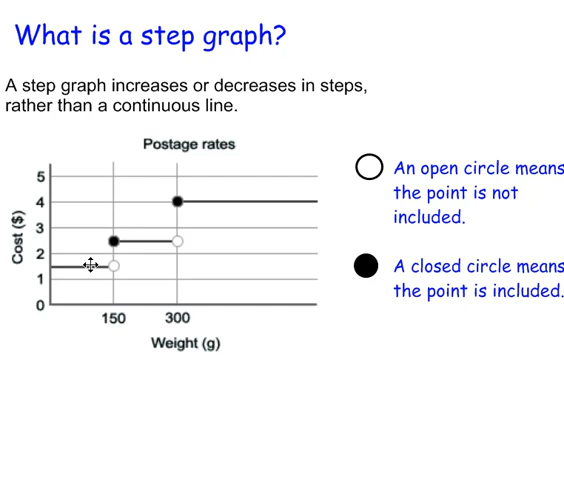 What is a step graph?
A step graph increases or decreases in steps,
rather than a continuous line.
Postage rates
5
4
3
2
1
0
Cost ($)
150
300
Weight (g)
An open circle means
the point is not
included.
A closed circle means
the point is included.